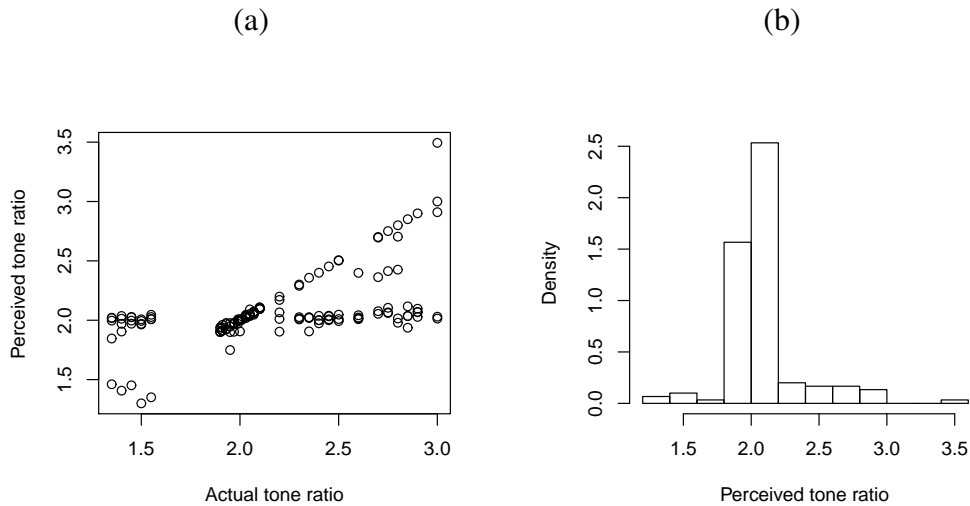 (a)
(b)
Perceived tone ratio
3.5
3.0
2.5
2.0
1.5
1.5 2.0 2.5 3.0
Actual tone ratio
Density
2.5
2.0
1.5
1.0
0.5
0.0
1.5 2.0 2.5 3.0 3.5
Perceived tone ratio